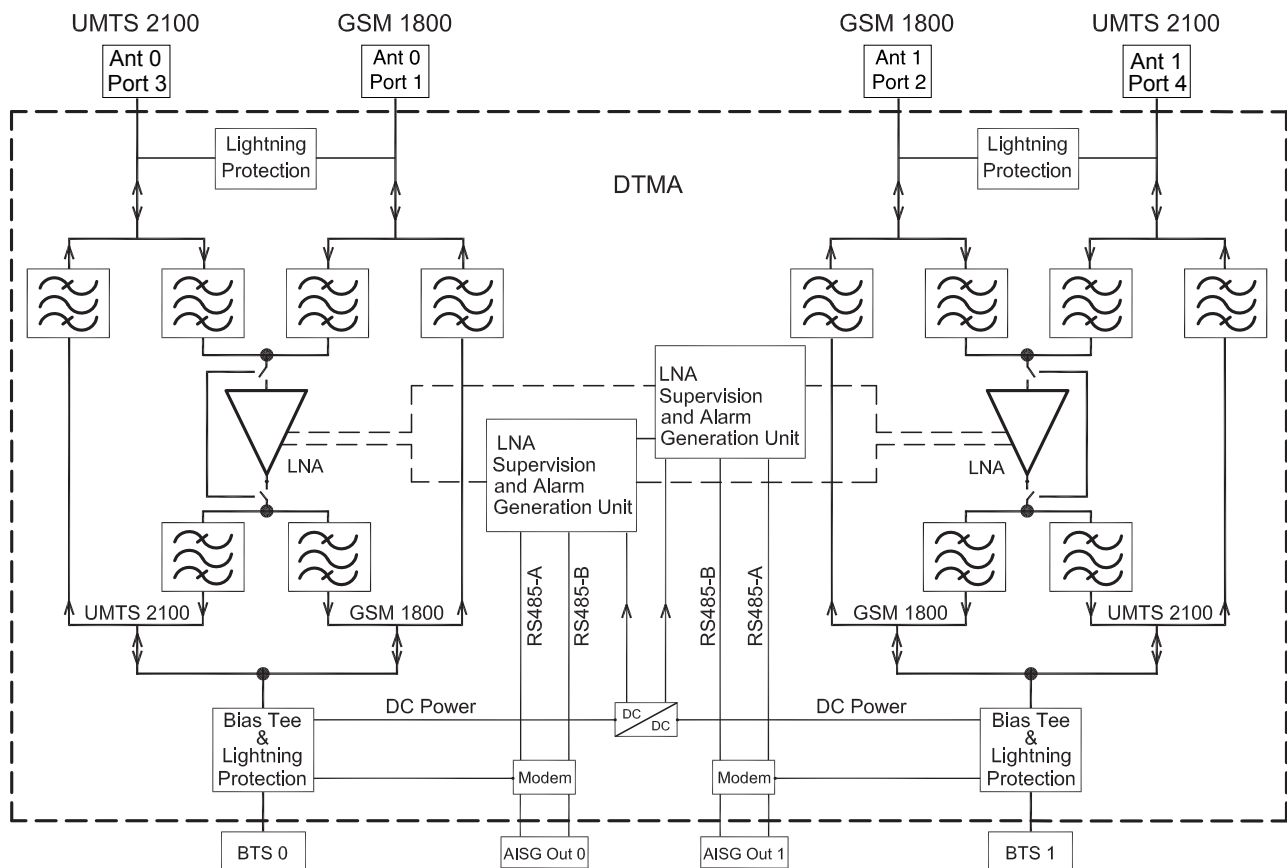 UMTS 2100
GSM 1800
GSM 1800
UMTS 2100
Ant 0
Port 3
Ant 0
Port 1
Ant 1
Port 2
Ant 1
Port 4
Lightning
Protection
Lightning
Protection
DTMA
LNA
Supervision
and Alarm
Generation Unit
LNA
Supervision
and Alarm
Generation Unit
LNA
LNA
RS485-A
RS485-B
RS485-B
RS485-A
UMTS 2100
GSM 1800
GSM 1800
UMTS 2100
DC Power
DC
DC
DC Power
Bias Tee
&
Lightning
Protection
Bias Tee
&
Lightning
Protection
Modem
Modem
BTS 0
AISG Out 0
AISG Out 1
BTS 1